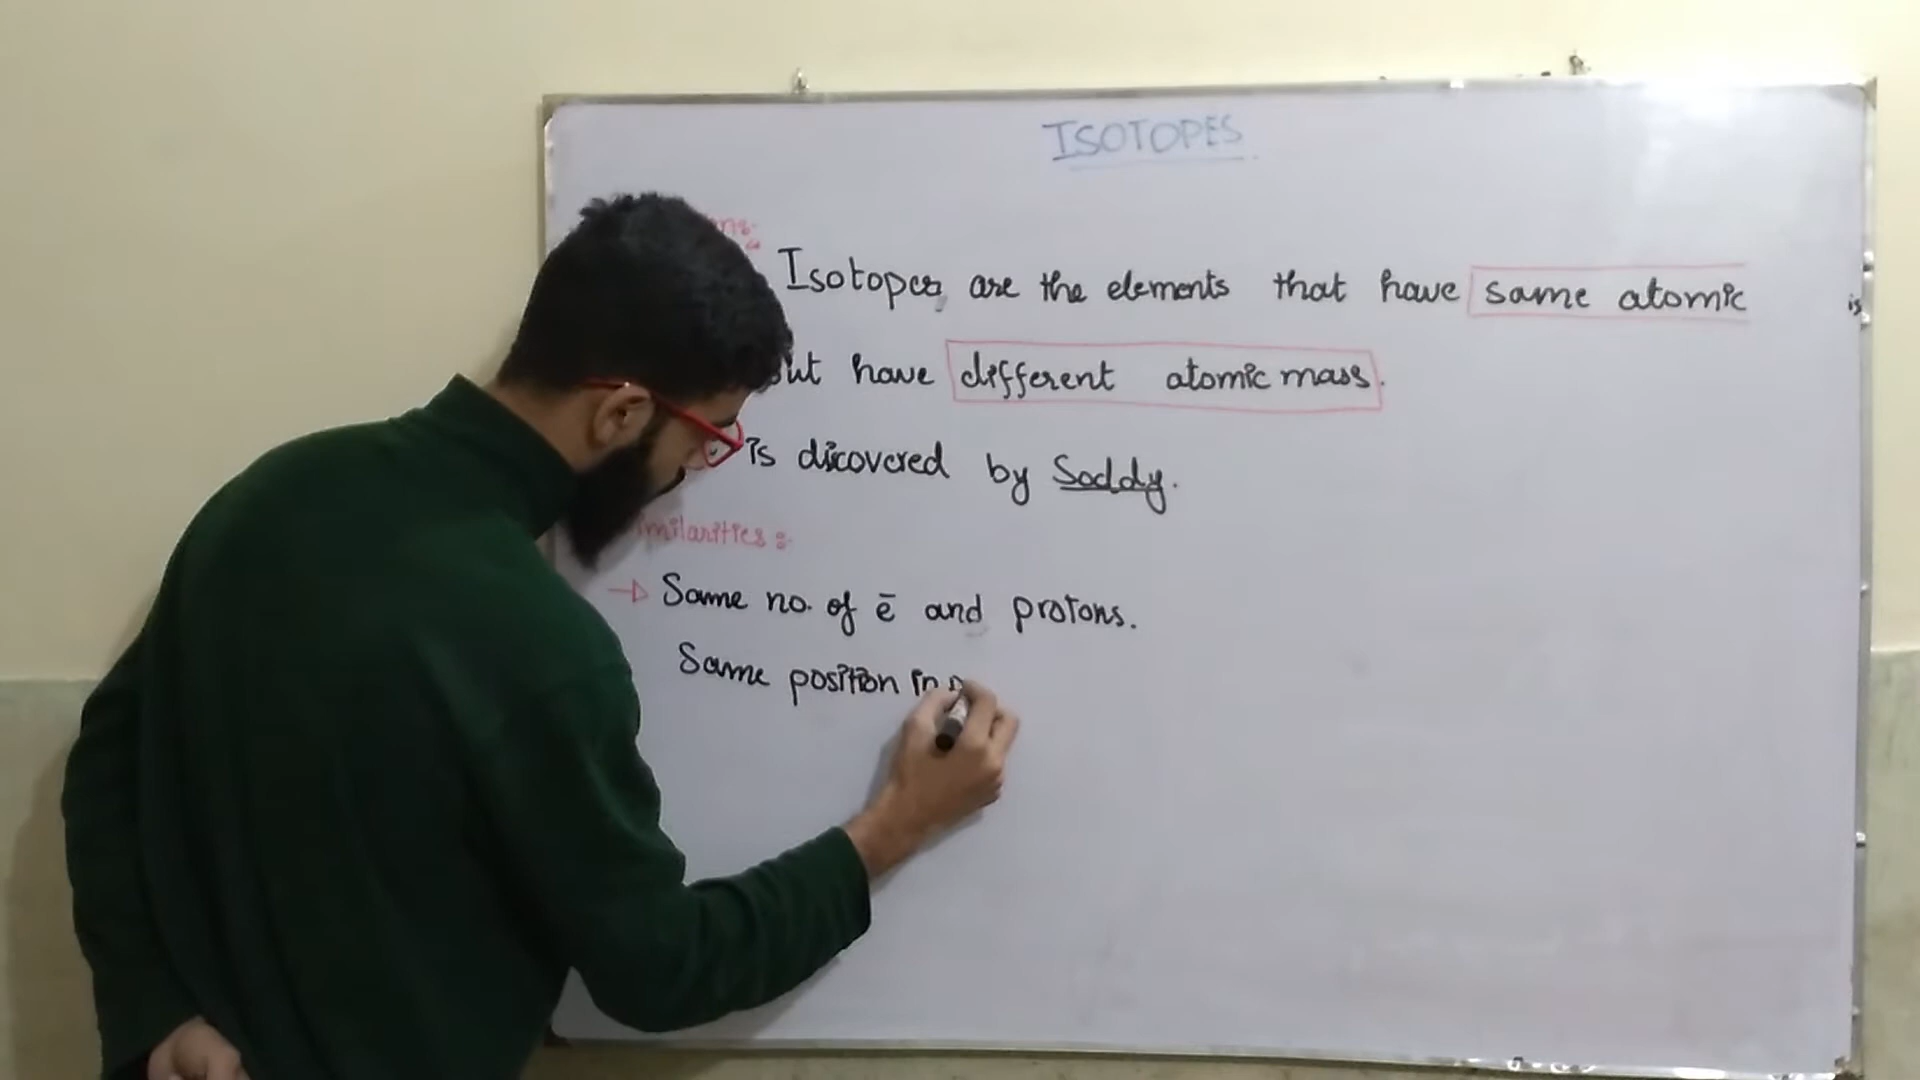 ISOTOPES
Isotopes are the elements that have same atomic
have different atomic mass.
is dicovered by Soddy.
→ Same no. of ē and protons.
Same position in